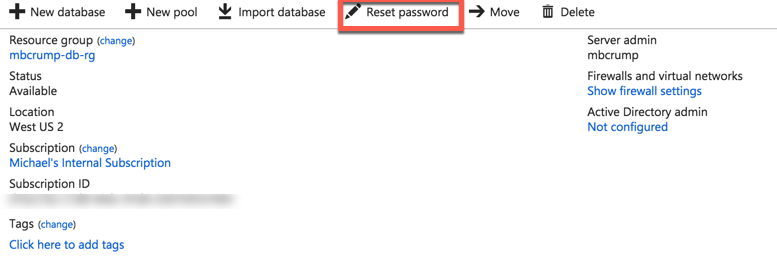 New database New pool Import database Reset password Move Delete
Resource group (change)
mbcrump-db-rg
Status
Available
Location
West US 2
Subscription (change)
Michael's Internal Subscription
Subscription ID
Tags (change)
Click here to add tags
Server admin
mbcrump
Firewalls and virtual networks
Show firewall settings
Active Directory admin
Not configured